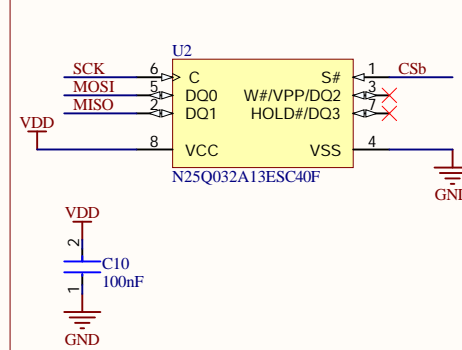 U2
SCK 6 C S# 1 CSb
MOSI 5 DQ0 W#/VPP/DQ2 3
MISO 2 DQ1 HOLD#/DQ3 7
VDD 8 VCC VSS 4
N25Q032A13ESC40F
GND
VDD
2
C10
100nF
1
GND